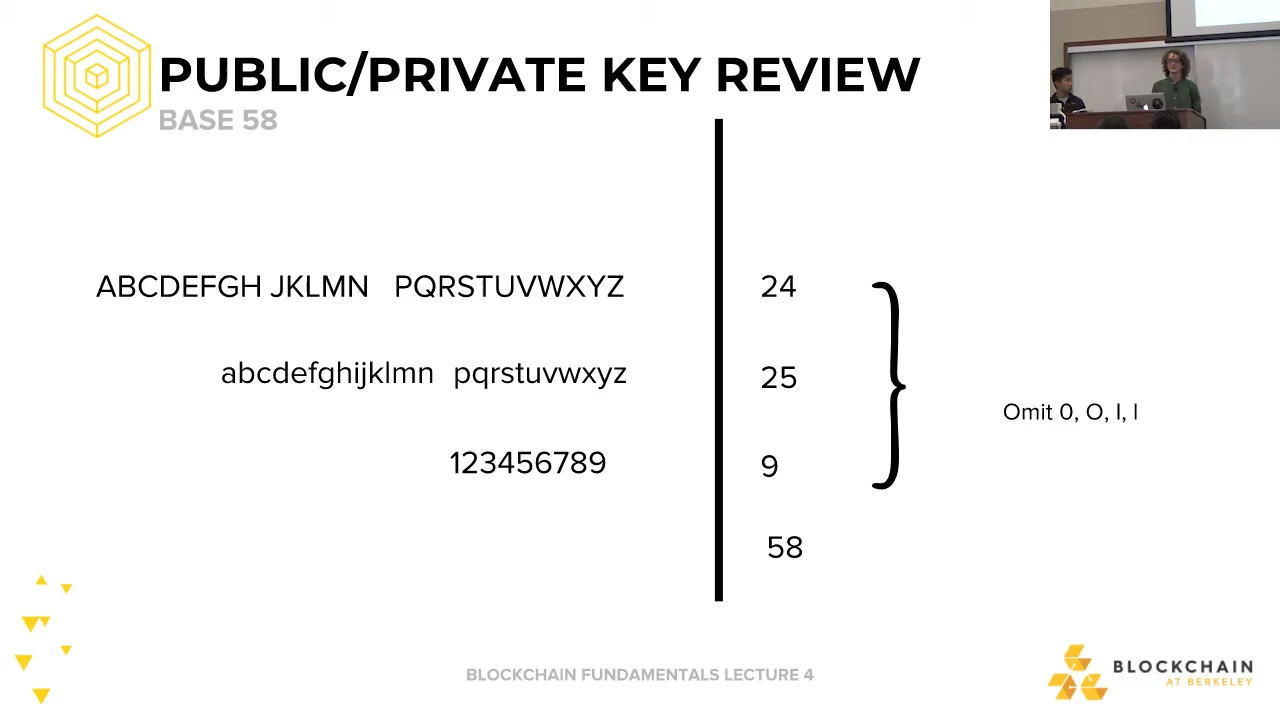 PUBLIC/PRIVATE KEY REVIEW
BASE 58
ABCDEFGH JKLMN PQRSTUVWXYZ 24
abcdefghijklmn pqrstuvwxyz 25
123456789 9
Omit 0, O, I, l
58
BLOCKCHAIN FUNDAMENTALS LECTURE 4
BLOCKCHAIN
AT BERKELEY